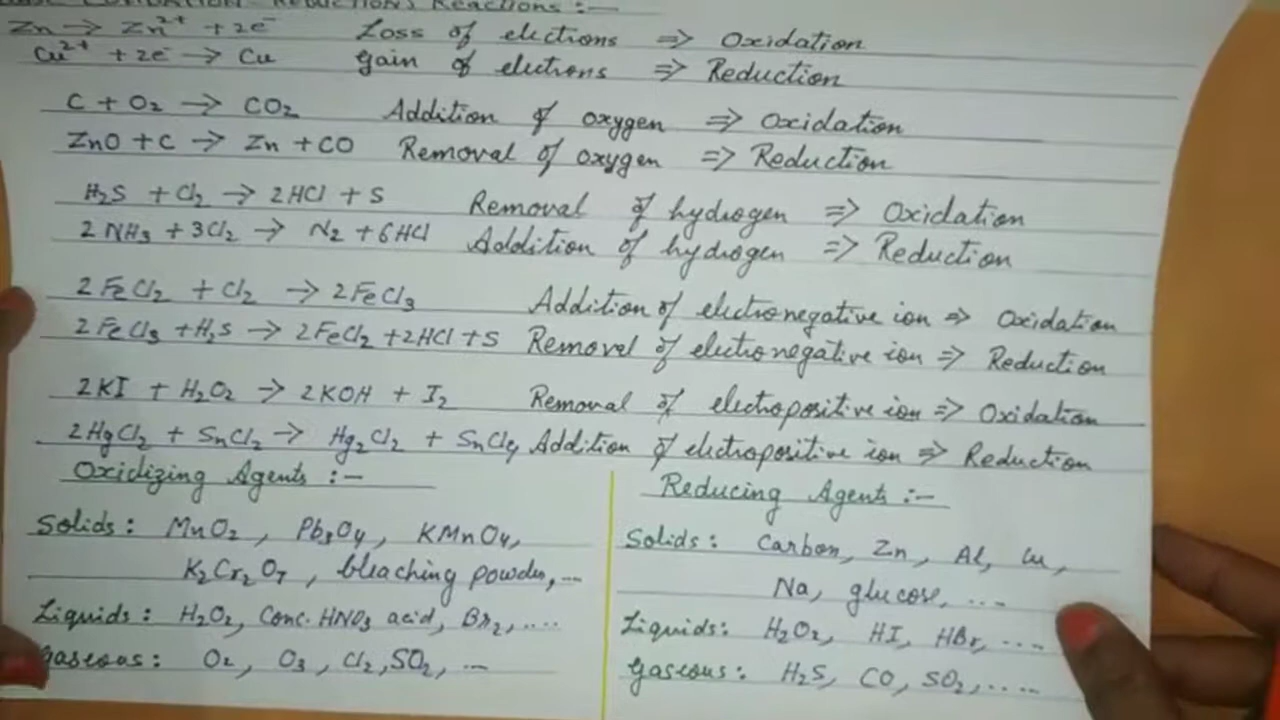 OXIDATION - REDUCTIONS Reactions :—
Zn → Zn²⁺ + 2e⁻ Loss of electrons ⇒ Oxidation
Cu²⁺ + 2e⁻ → Cu gain of electrons ⇒ Reduction
C + O₂ → CO₂ Addition of oxygen ⇒ Oxidation
ZnO + C → Zn + CO Removal of oxygen ⇒ Reduction
H₂S + Cl₂ → 2HCl + S Removal of hydrogen ⇒ Oxidation
2NH₃ + 3Cl₂ → N₂ + 6HCl Addition of hydrogen ⇒ Reduction
2FeCl₂ + Cl₂ → 2FeCl₃ Addition of electronegative ion ⇒ Oxidation
2FeCl₃ + H₂S → 2FeCl₂ + 2HCl + S Removal of electronegative ion ⇒ Reduction
2KI + H₂O₂ → 2KOH + I₂ Removal of electropositive ion ⇒ Oxidation
2HgCl₂ + SnCl₂ → Hg₂Cl₂ + SnCl₄ Addition of electropositive ion ⇒ Reduction
Oxidizing Agents :—
Solids : MnO₂, Pb₃O₄, KMnO₄,
K₂Cr₂O₇, bleaching powder, ...
Liquids : H₂O₂, Conc. HNO₃ acid, Br₂, ....
Gaseous : O₂, O₃, Cl₂, SO₂, ...
Reducing Agents :—
Solids : Carbon, Zn, Al, Cu,
Na, glucose, ....
Liquids : H₂O₂, HI, HBr, ....
Gaseous : H₂S, CO, SO₂, ....